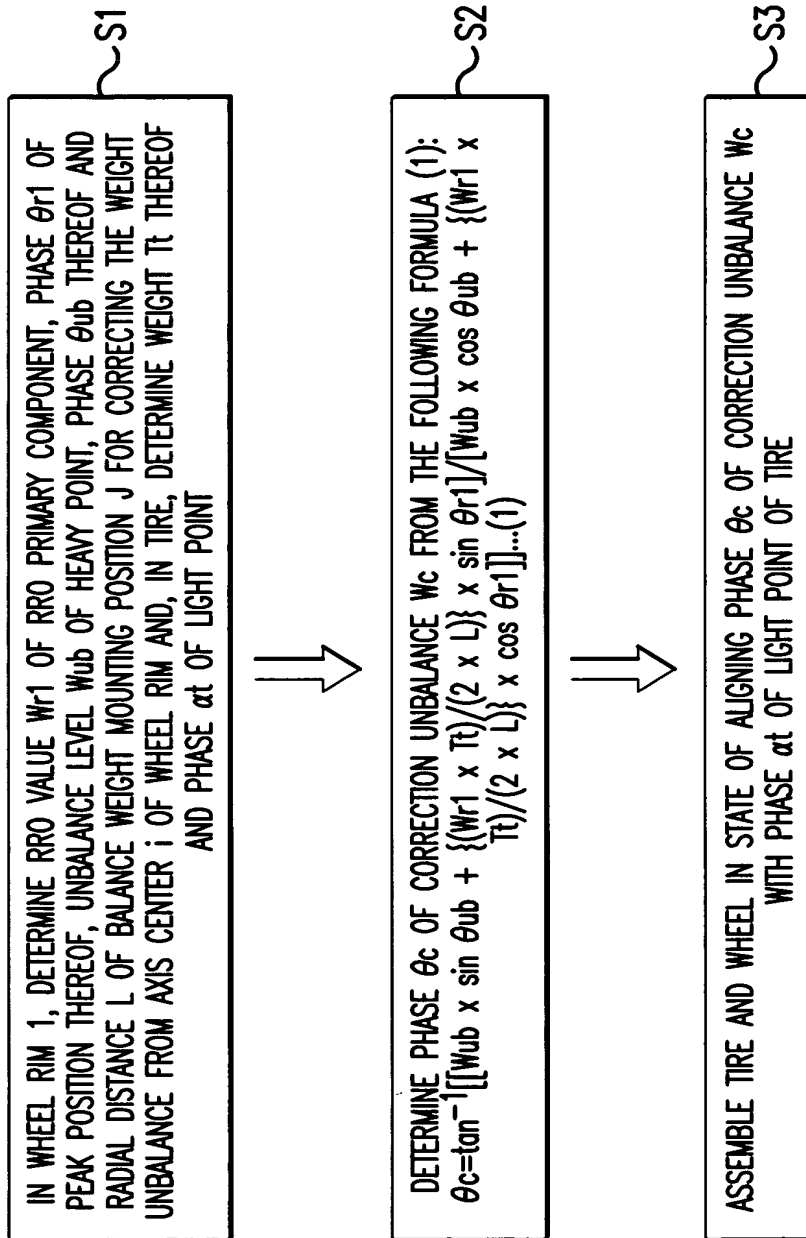 IN WHEEL RIM 1, DETERMINE RRO VALUE Wr1 OF RRO PRIMARY COMPONENT, PHASE θr1 OF
PEAK POSITION THEREOF, UNBALANCE LEVEL Wub OF HEAVY POINT, PHASE θub THEREOF AND
RADIAL DISTANCE L OF BALANCE WEIGHT MOUNTING POSITION J FOR CORRECTING THE WEIGHT
UNBALANCE FROM AXIS CENTER i OF WHEEL RIM AND, IN TIRE, DETERMINE WEIGHT Tt THEREOF
AND PHASE αt OF LIGHT POINT
S1
DETERMINE PHASE θc OF CORRECTION UNBALANCE Wc FROM THE FOLLOWING FORMULA (1):
θc=tan⁻¹[[Wub x sin θub + {(Wr1 x Tt)/(2 x L)} x sin θr1]/[Wub x cos θub + {(Wr1 x
Tt)/(2 x L)} x cos θr1]]...(1)
S2
ASSEMBLE TIRE AND WHEEL IN STATE OF ALIGNING PHASE θc OF CORRECTION UNBALANCE Wc
WITH PHASE αt OF LIGHT POINT OF TIRE
S3